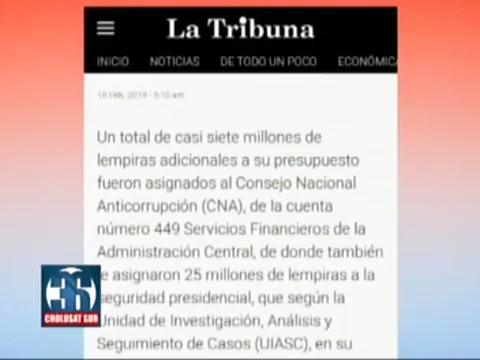 La Tribuna
INICIO NOTICIAS DE TODO UN POCO ECONÓMICA
18 Feb, 2019 - 5:10 am
Un total de casi siete millones de
lempiras adicionales a su presupuesto
fueron asignados al Consejo Nacional
Anticorrupción (CNA), de la cuenta
número 449 Servicios Financieros de la
Administración Central, de donde también
e asignaron 25 millones de lempiras a la
seguridad presidencial, que según la
Unidad de Investigación, Análisis y
Seguimiento de Casos (UIASC), en su
36
CHOLUSAT SUR